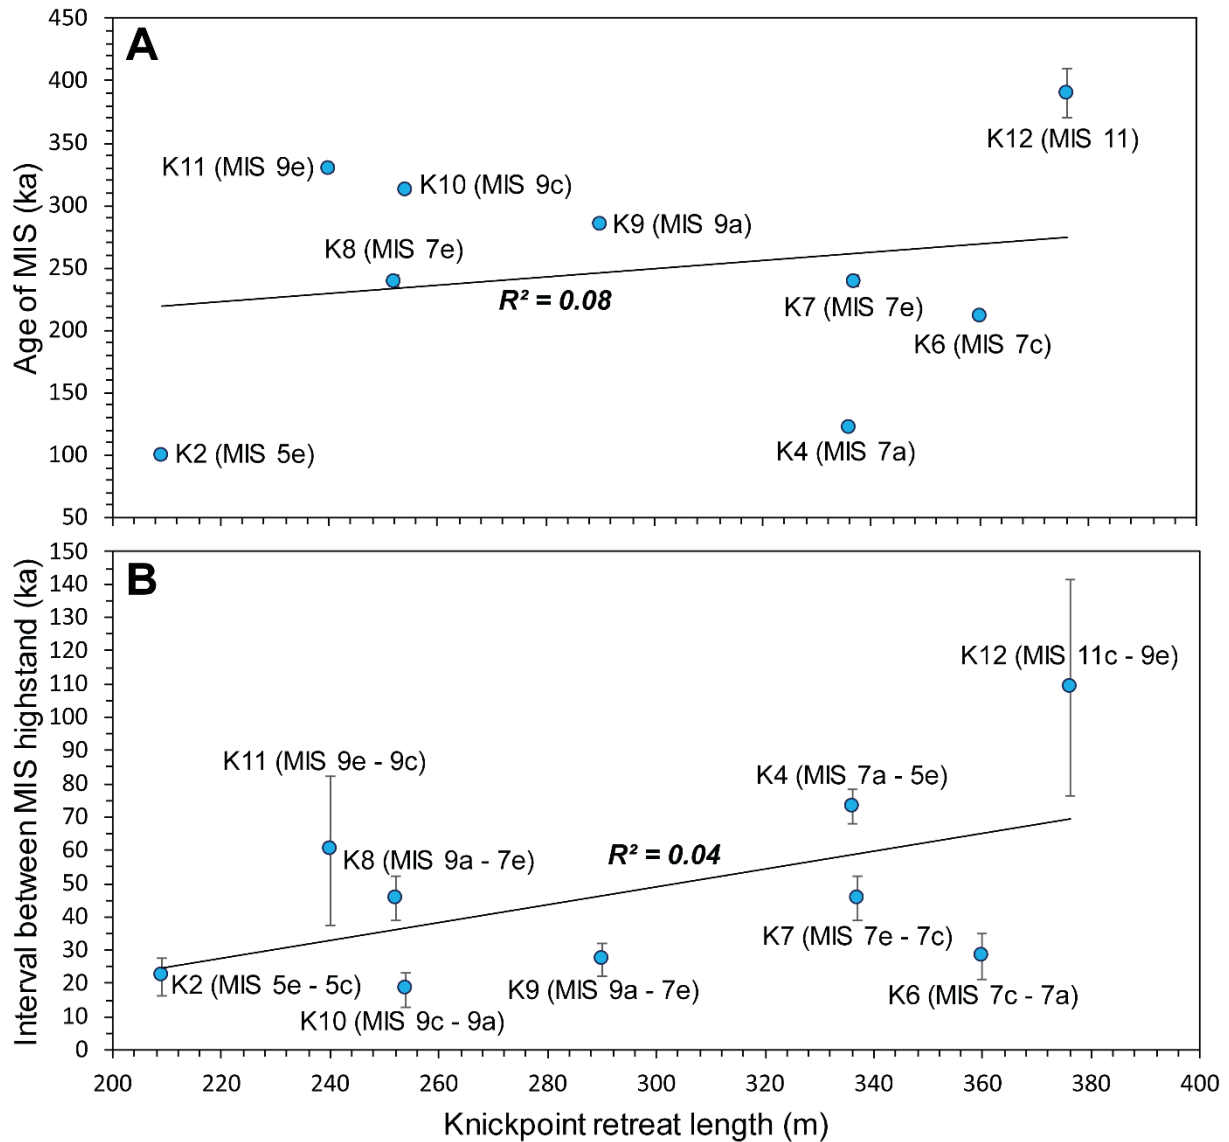 A
450
400
350
300
250
200
150
100
50
Age of MIS (ka)
K12 (MIS 11)
K11 (MIS 9e)
K10 (MIS 9c)
K9 (MIS 9a)
K8 (MIS 7e)
R² = 0.08
K7 (MIS 7e)
K6 (MIS 7c)
K2 (MIS 5e)
K4 (MIS 7a)
B
150
140
130
120
110
100
90
80
70
60
50
40
30
20
10
0
Interval between MIS highstand (ka)
K12 (MIS 11c - 9e)
K11 (MIS 9e - 9c)
K4 (MIS 7a - 5e)
K8 (MIS 9a - 7e)
R² = 0.04
K7 (MIS 7e - 7c)
K2 (MIS 5e - 5c)
K9 (MIS 9a - 7e)
K6 (MIS 7c - 7a)
K10 (MIS 9c - 9a)
200 220 240 260 280 300 320 340 360 380 400
Knickpoint retreat length (m)